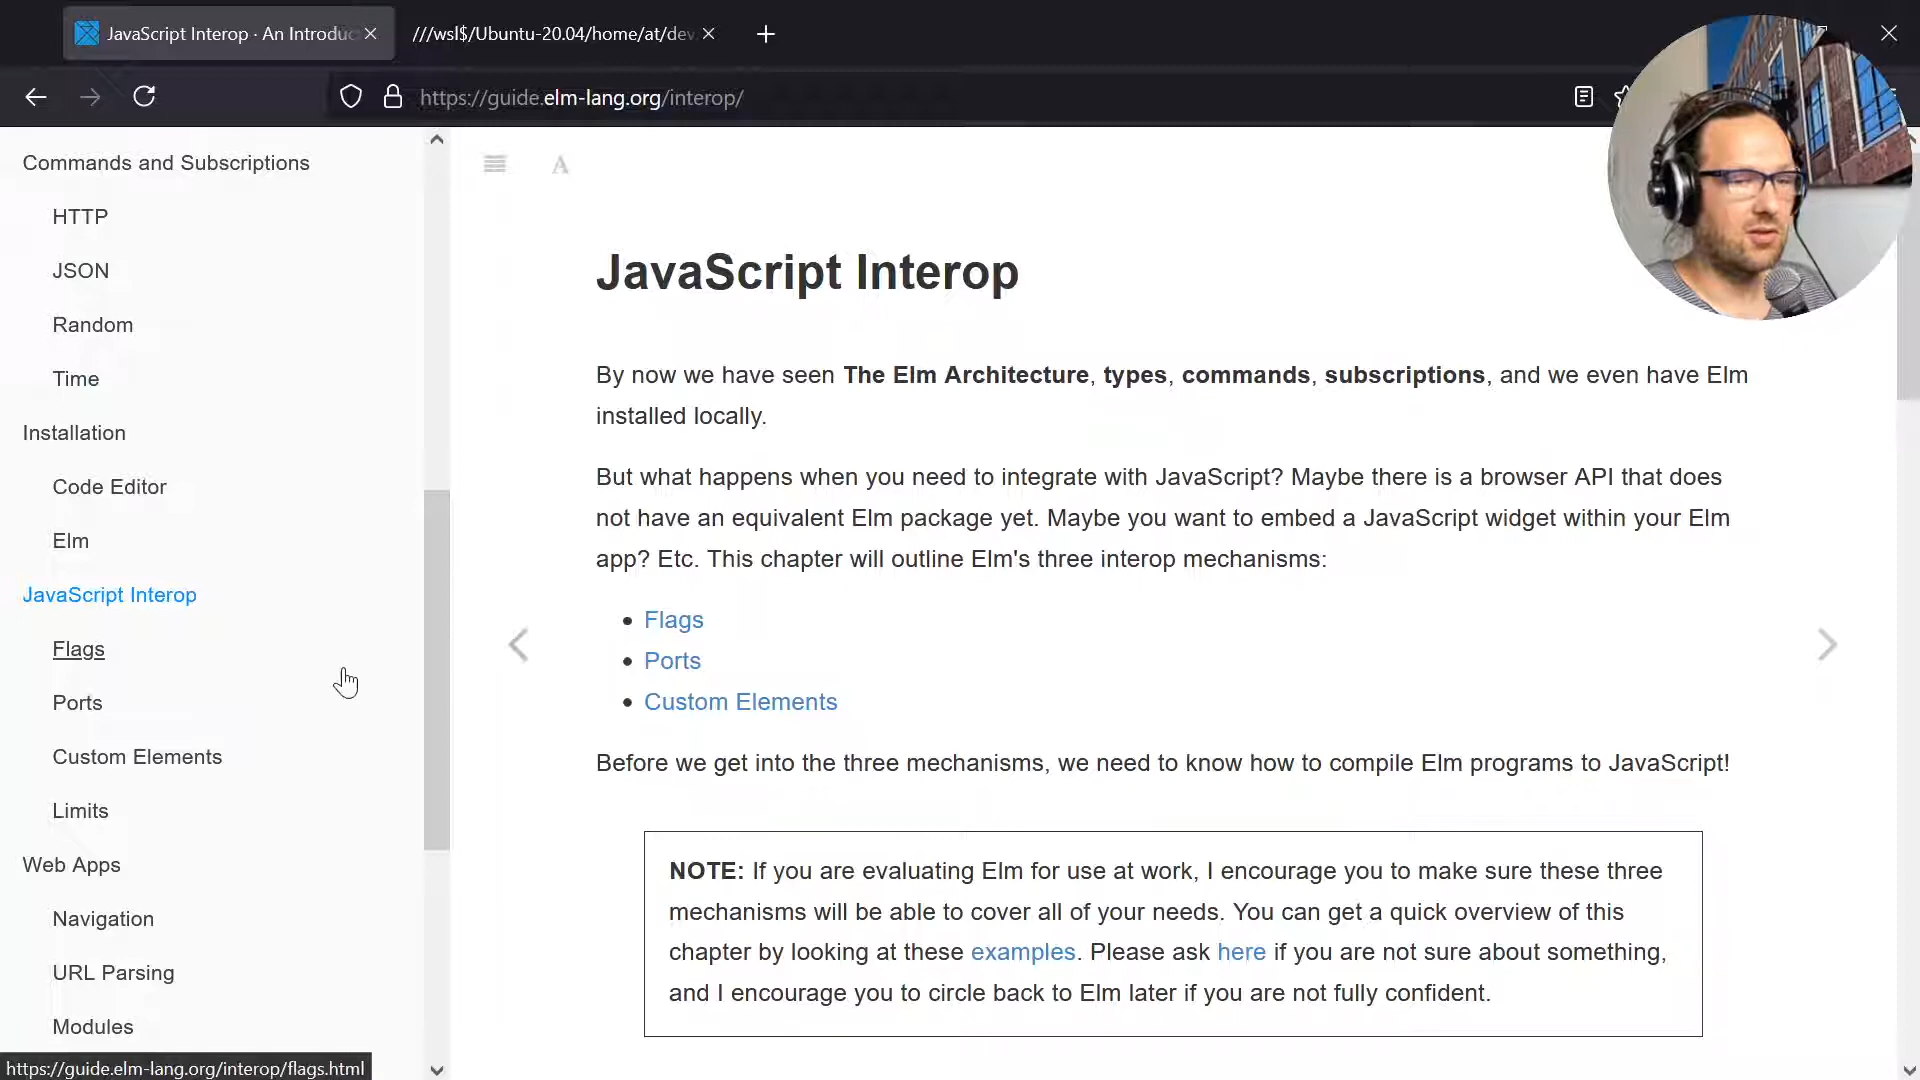 JavaScript Interop · An Introduc
///wsl$/Ubuntu-20.04/home/at/dev
https://guide.elm-lang.org/interop/
Commands and Subscriptions
HTTP
JSON
Random
Time
Installation
Code Editor
Elm
JavaScript Interop
Flags
Ports
Custom Elements
Limits
Web Apps
Navigation
URL Parsing
Modules
https://guide.elm-lang.org/interop/flags.html
A
JavaScript Interop
By now we have seen The Elm Architecture, types, commands, subscriptions, and we even have Elm
installed locally.
But what happens when you need to integrate with JavaScript? Maybe there is a browser API that does
not have an equivalent Elm package yet. Maybe you want to embed a JavaScript widget within your Elm
app? Etc. This chapter will outline Elm's three interop mechanisms:
• Flags
• Ports
• Custom Elements
Before we get into the three mechanisms, we need to know how to compile Elm programs to JavaScript!
NOTE: If you are evaluating Elm for use at work, I encourage you to make sure these three
mechanisms will be able to cover all of your needs. You can get a quick overview of this
chapter by looking at these examples. Please ask here if you are not sure about something,
and I encourage you to circle back to Elm later if you are not fully confident.